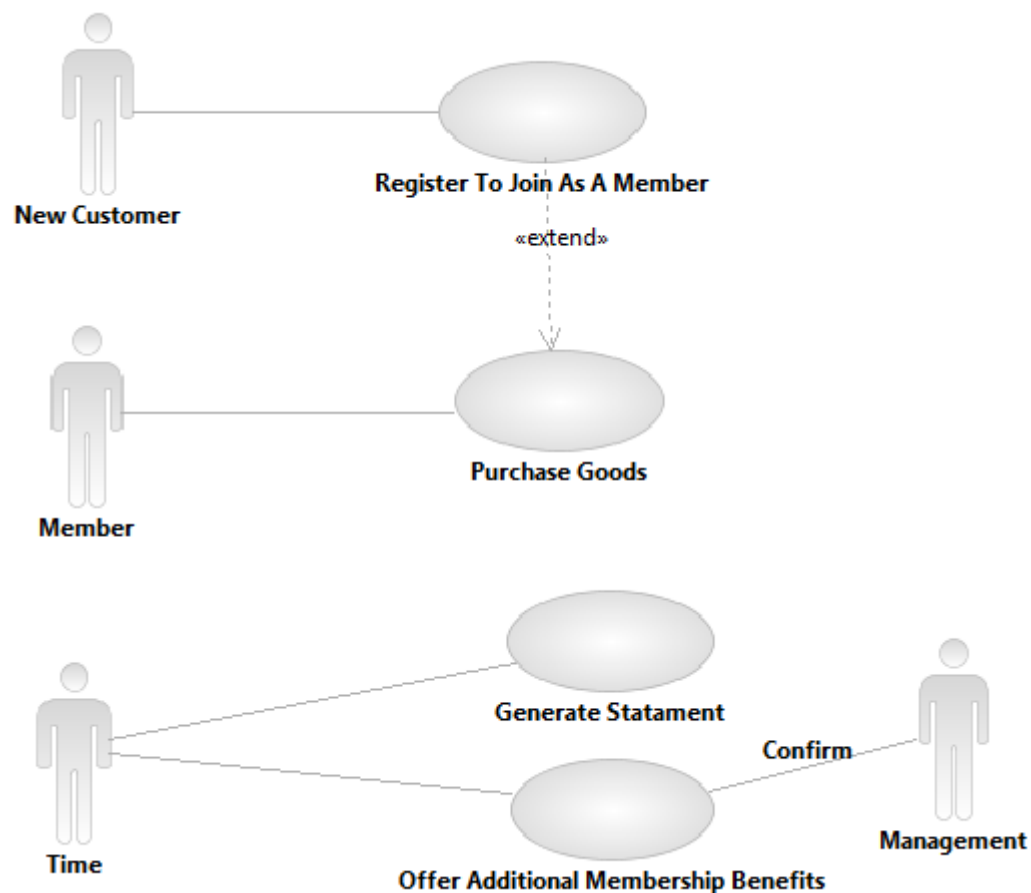 Register To Join As A Member
New Customer
«extend»
Purchase Goods
Member
Generate Statament
Confirm
Management
Time
Offer Additional Membership Benefits